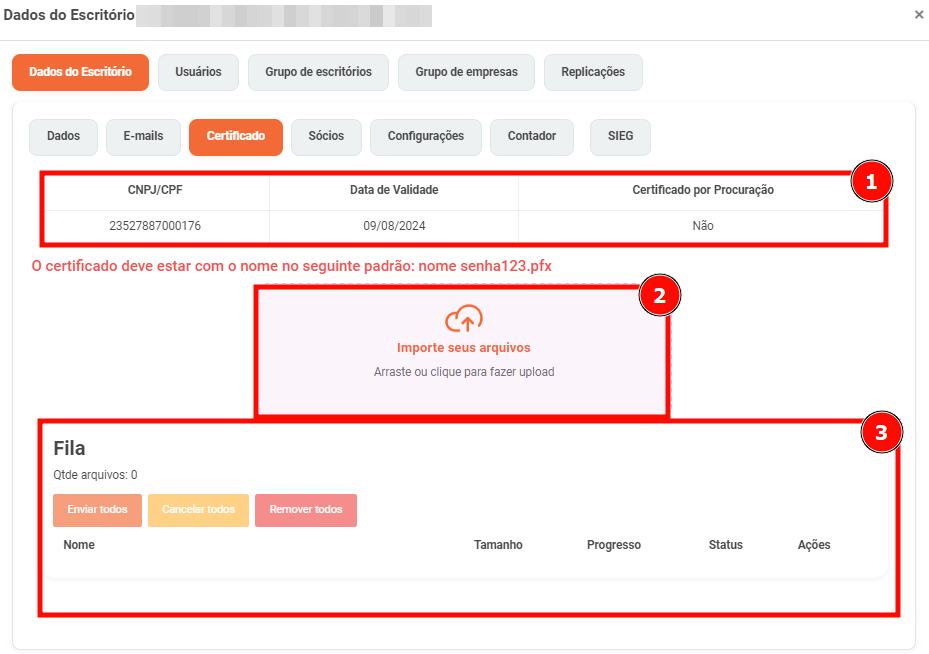 Dados do Escritório
×
Dados do Escritório Usuários Grupo de escritórios Grupo de empresas Replicações
Dados E-mails Certificado Sócios Configurações Contador SIEG
1
CNPJ/CPF Data de Validade Certificado por Procuração
23527887000176 09/08/2024 Não
O certificado deve estar com o nome no seguinte padrão: nome senha123.pfx
2
Importe seus arquivos
Arraste ou clique para fazer upload
3
Fila
Qtde arquivos: 0
Enviar todos Cancelar todos Remover todos
Nome Tamanho Progresso Status Ações